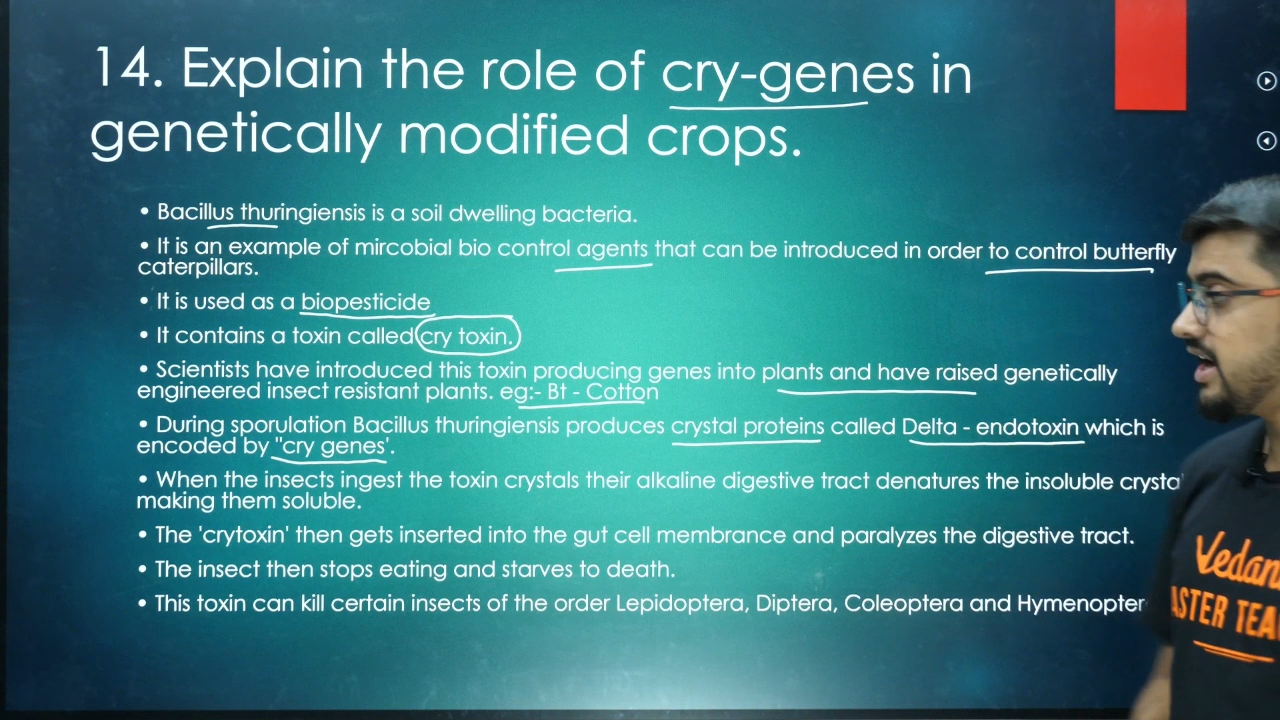 14. Explain the role of cry-genes in
genetically modified crops.
• Bacillus thuringiensis is a soil dwelling bacteria.
• It is an example of mircobial bio control agents that can be introduced in order to control butterfly
caterpillars.
• It is used as a biopesticide
• It contains a toxin called cry toxin.
• Scientists have introduced this toxin producing genes into plants and have raised genetically
engineered insect resistant plants. eg:- Bt - Cotton
• During sporulation Bacillus thuringiensis produces crystal proteins called Delta - endotoxin which is
encoded by "cry genes'.
• When the insects ingest the toxin crystals their alkaline digestive tract denatures the insoluble
making them soluble.
• The 'crytoxin' then gets inserted into the gut cell membrance and paralyzes the digestive tract.
• The insect then stops eating and starves to death.
• This toxin can kill certain insects of the order Lepidoptera, Diptera, Coleoptera and